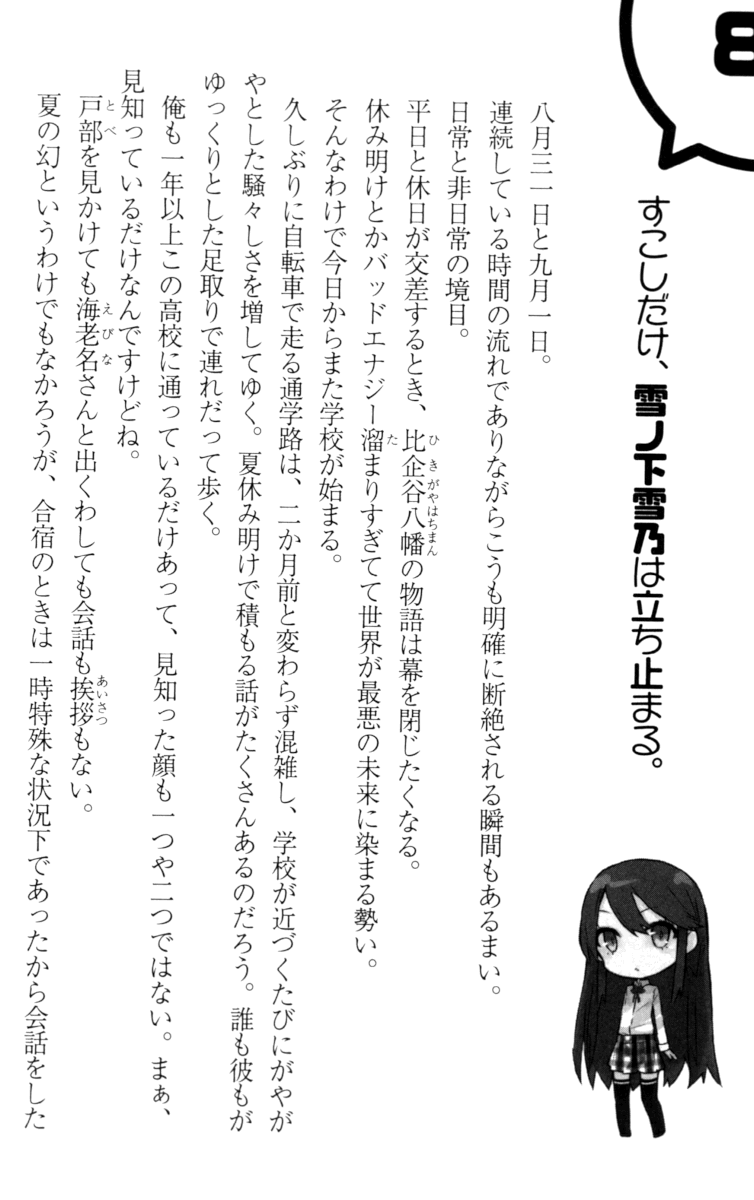 8
すこしだけ、雪ノ下雪乃は立ち止まる。
八月三一日と九月一日。
連続している時間の流れでありながらこうも明確に断絶される瞬間もあるまい。
日常と非日常の境目。
平日と休日が交差するとき、比企谷八幡の物語は幕を閉じたくなる。
休み明けとかバッドエナジー溜まりすぎてて世界が最悪の未来に染まる勢い。
そんなわけで今日からまた学校が始まる。
久しぶりに自転車で走る通学路は、二か月前と変わらず混雑し、学校が近づくたびにがやが
やとした騒々しさを増してゆく。夏休み明けで積もる話がたくさんあるのだろう。誰も彼もが
ゆっくりとした足取りで連れだって歩く。
俺も一年以上この高校に通っているだけあって、見知った顔も一つや二つではない。まぁ、
見知っているだけなんですけどね。
戸部を見かけても海老名さんと出くわしても会話も挨拶もない。
夏の幻というわけでもなかろうが、合宿のときは一時特殊な状況下であったから会話をした